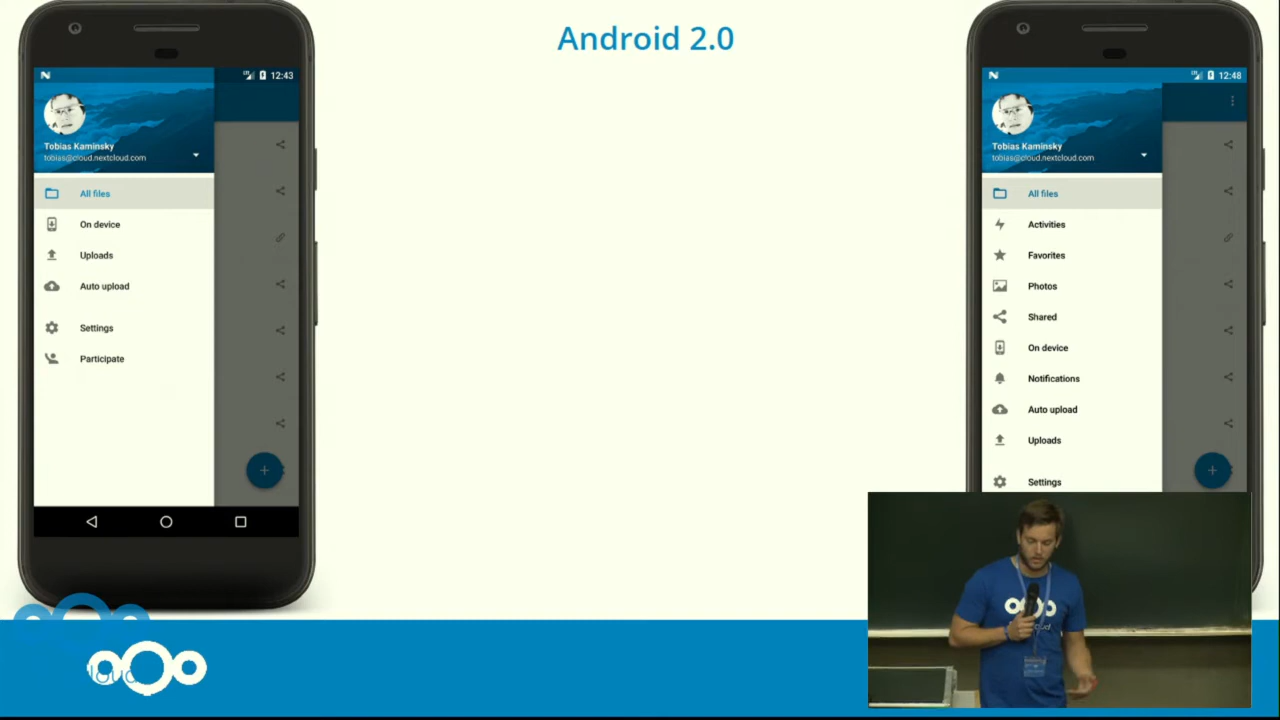 Android 2.0
12:43
Tobias Kaminsky
tobias@cloud.nextcloud.com
All files
On device
Uploads
Auto upload
Settings
Participate
12:48
Tobias Kaminsky
tobias@cloud.nextcloud.com
All files
Activities
Favorites
Photos
Shared
On device
Notifications
Auto upload
Uploads
Settings